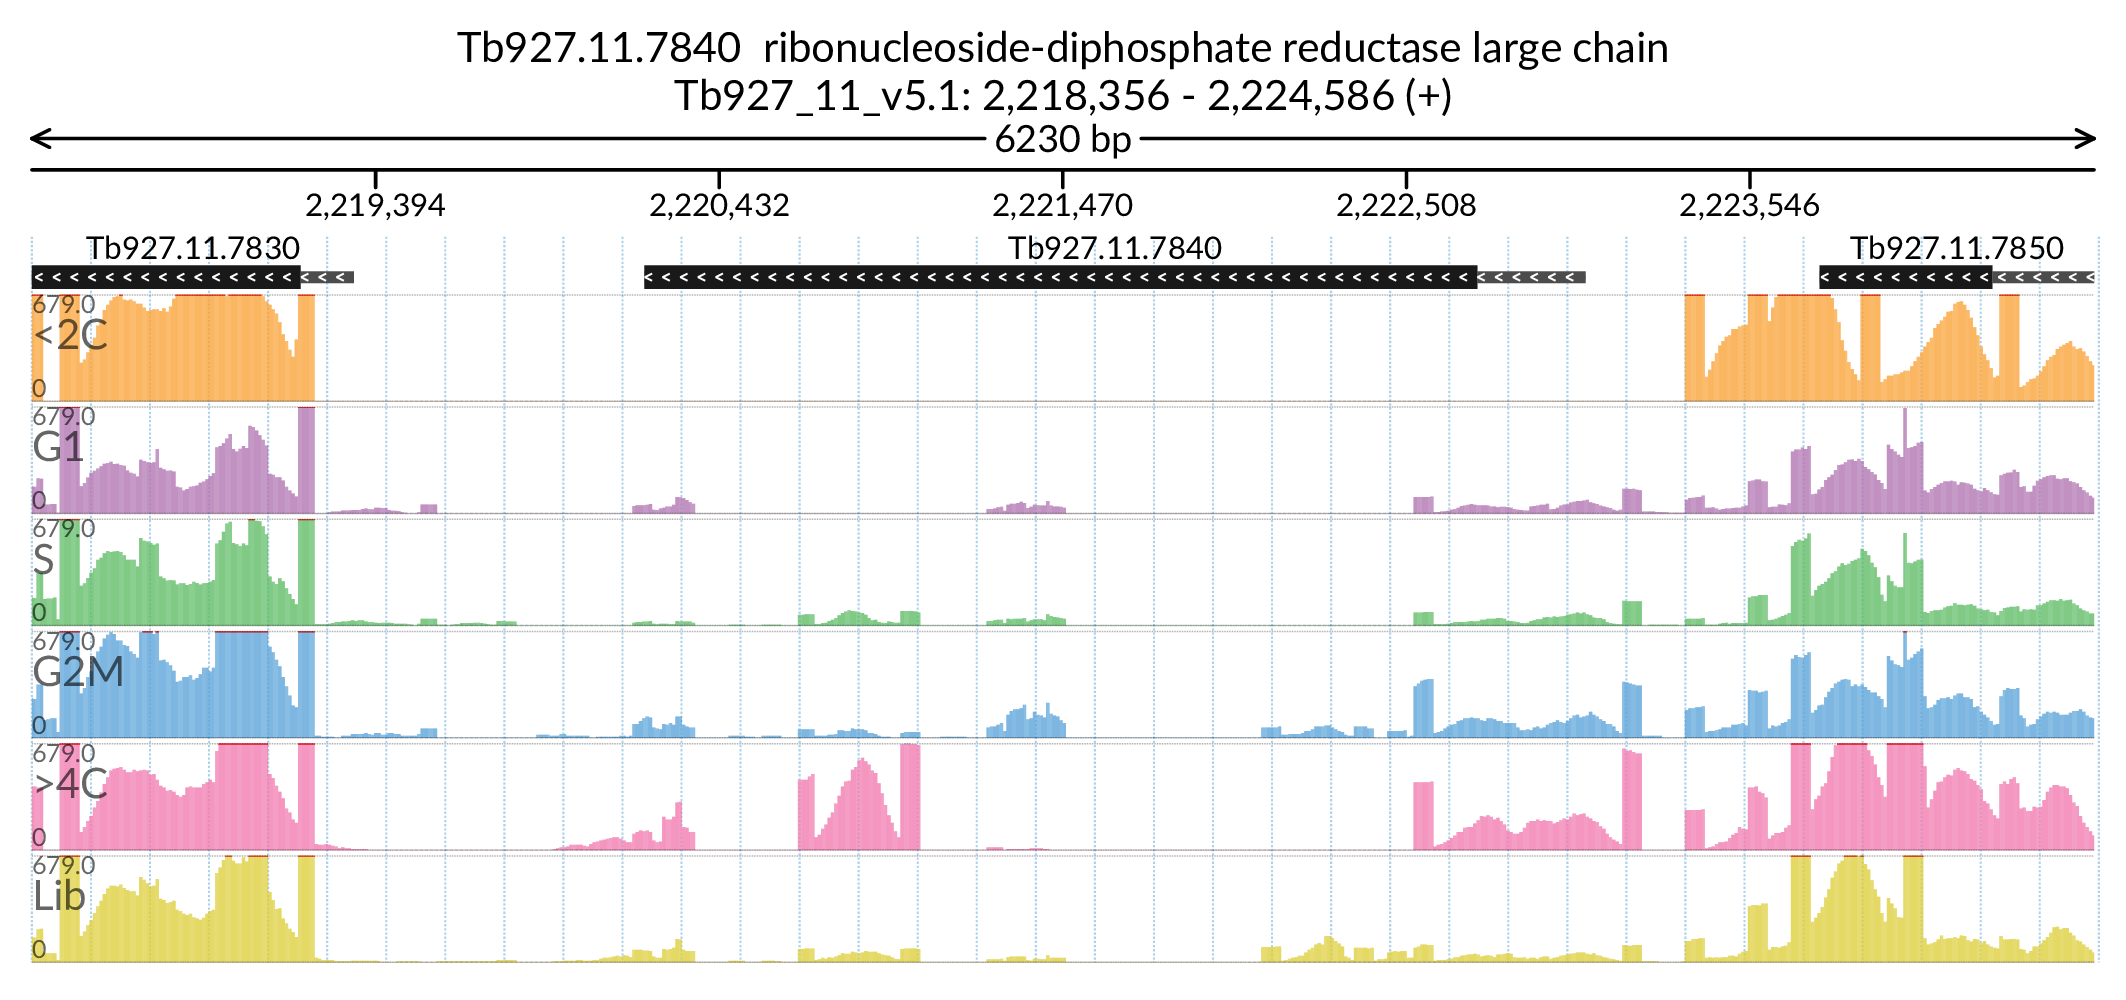 Tb927.11.7840 ribonucleoside-diphosphate reductase large chain
Tb927_11_v5.1: 2,218,356 - 2,224,586 (+)
6230 bp
2,219,394 2,220,432 2,221,470 2,222,508 2,223,546
Tb927.11.7830 Tb927.11.7840 Tb927.11.7850
679.0
<2C
0
679.0
G1
0
679.0
S
0
679.0
G2M
0
679.0
>4C
0
679.0
Lib
0